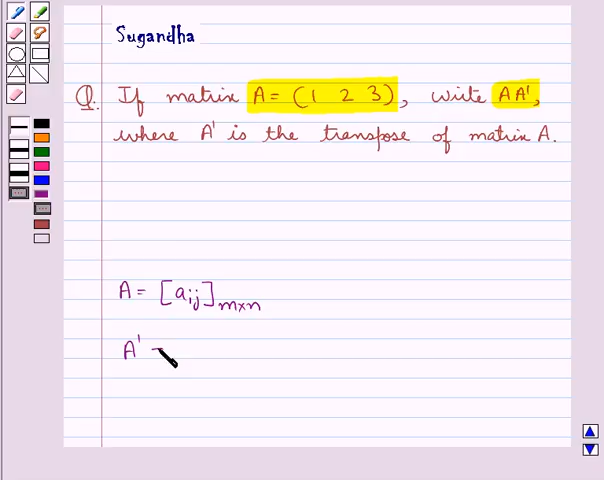 Sugandha
Q. If matrix A = (1 2 3), write AA',
where A' is the transpose of matrix A.
A = [aij]m×n
A' -